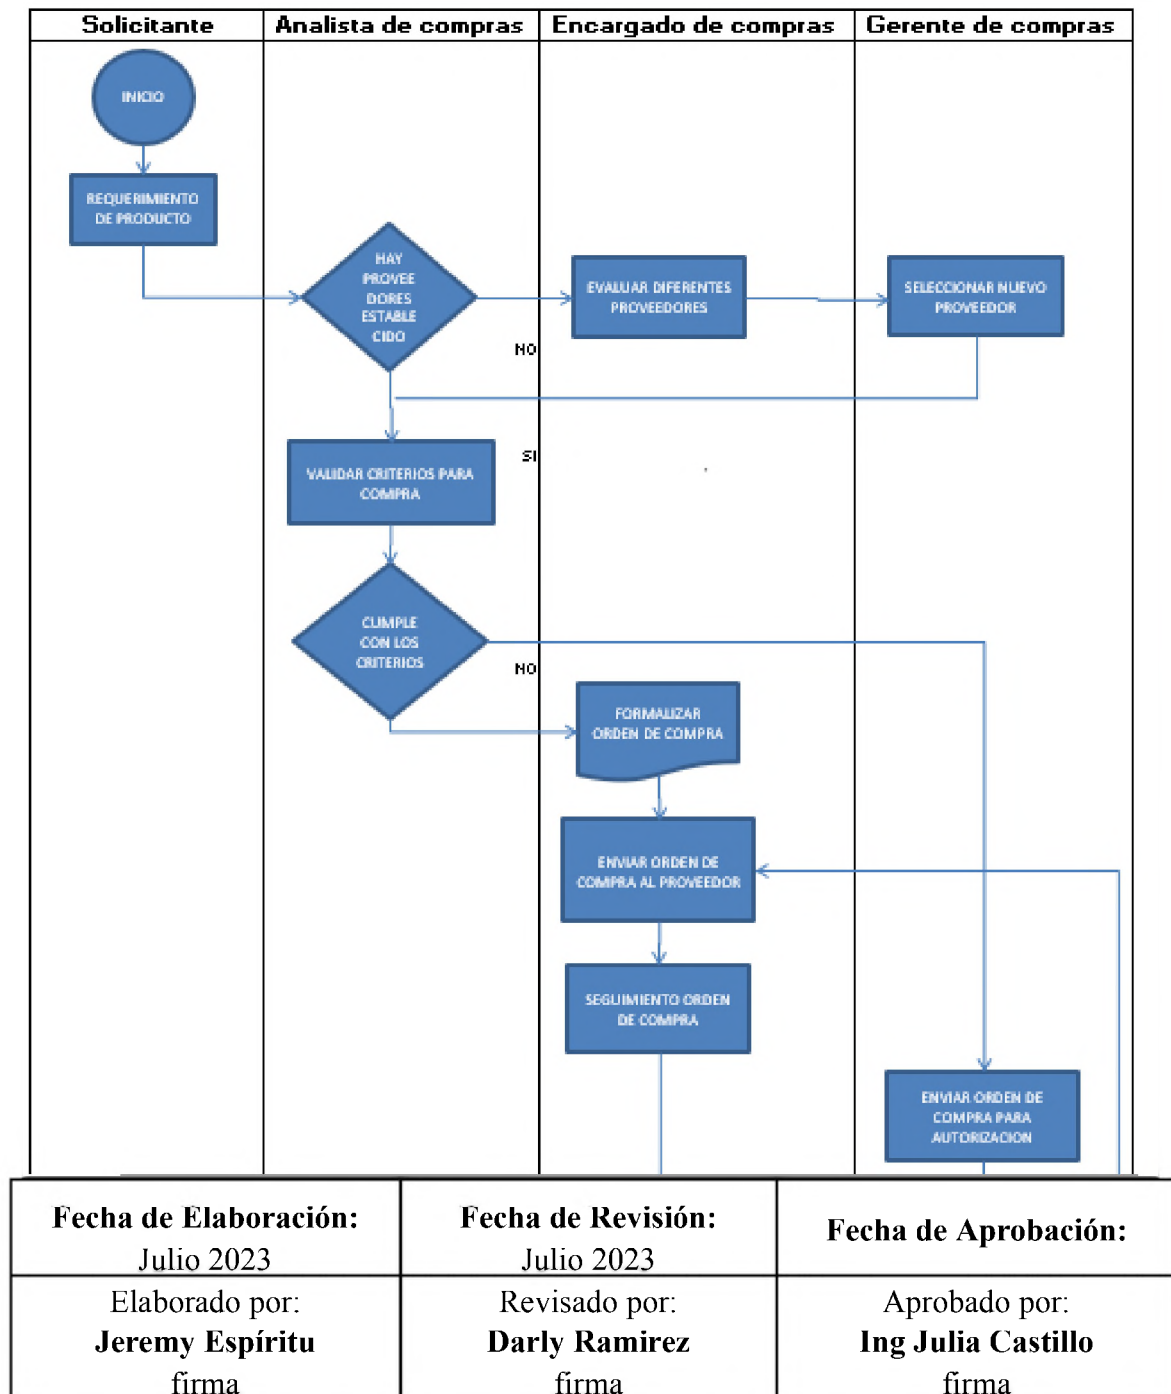 Solicitante
Analista de compras
Encargado de compras
Gerente de compras
INICIO
REQUERIMIENTO
DE PRODUCTO
HAY
PROVEE
DORES
ESTABLE
CIDO
EVALUAR DIFERENTES
PROVEEDORES
SELECCIONAR NUEVO
PROVEEDOR
NO
SI
VALIDAR CRITERIOS PARA
COMPRA
CUMPLE
CON LOS
CRITERIOS
NO
FORMALIZAR
ORDEN DE COMPRA
ENVIAR ORDEN DE
COMPRA AL PROVEEDOR
SEGUIMIENTO ORDEN
DE COMPRA
ENVIAR ORDEN DE
COMPRA PARA
AUTORIZACION
Fecha de Elaboración:
Julio 2023
Fecha de Revisión:
Julio 2023
Fecha de Aprobación:
Elaborado por:
Jeremy Espíritu
firma
Revisado por:
Darly Ramirez
firma
Aprobado por:
Ing Julia Castillo
firma